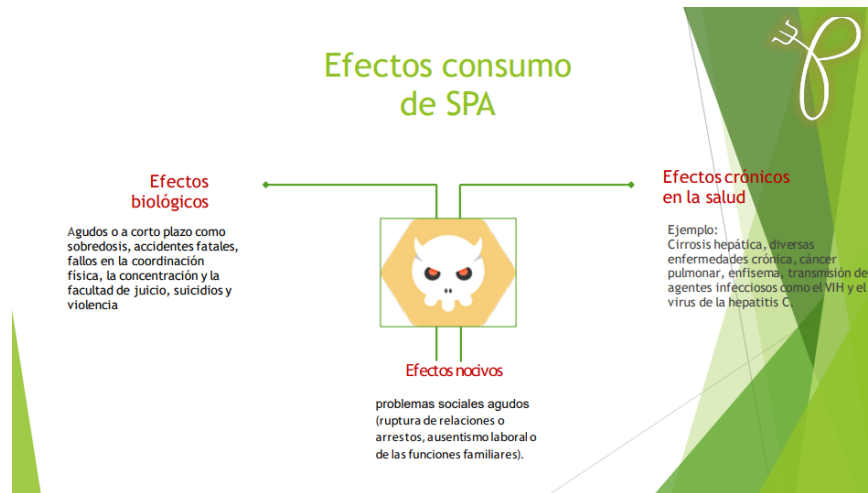 Efectos consumo
de SPA
Efectos
biológicos
Agudos o a corto plazo como
sobredosis, accidentes fatales,
fallos en la coordinación
física, la concentración y la
facultad de juicio, suicidios y
violencia
Efectos crónicos
en la salud
Ejemplo:
Cirrosis hepática, diversas
enfermedades crónica, cáncer
pulmonar, enfisema, transmisión de
agentes infecciosos como el VIH y el
virus de la hepatitis C.
Efectos nocivos
problemas sociales agudos
(ruptura de relaciones o
arrestos, ausentismo laboral o
de las funciones familiares).